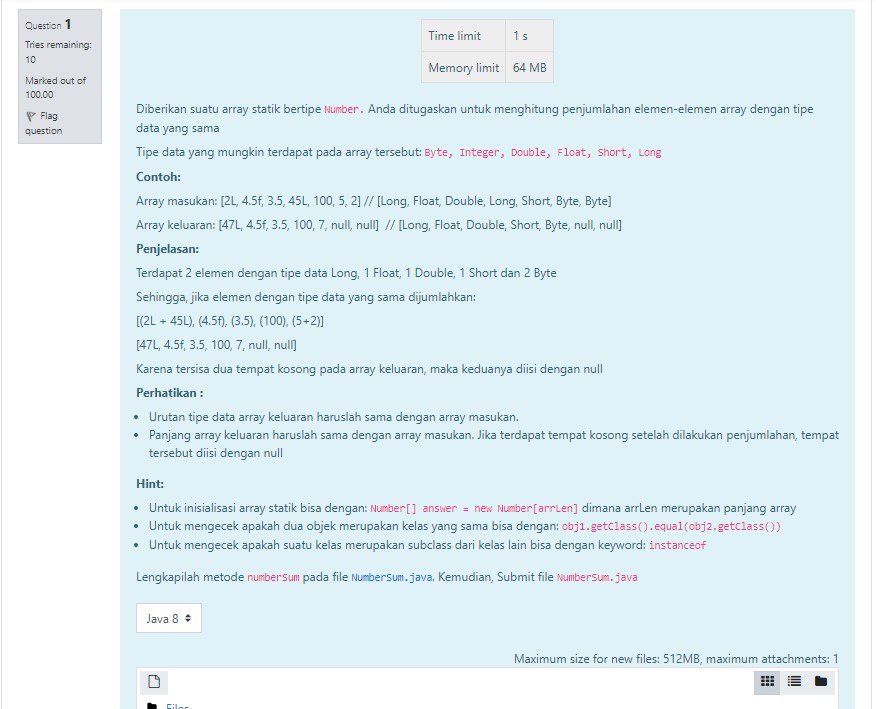 Question 1
Tries remaining:
10
Marked out of
100.00
Flag
question
Time limit 1 s
Memory limit 64 MB
Diberikan suatu array statik bertipe Number. Anda ditugaskan untuk menghitung penjumlahan elemen-elemen array dengan tipe
data yang sama
Tipe data yang mungkin terdapat pada array tersebut: Byte, Integer, Double, Float, Short, Long
Contoh:
Array masukan: [2L, 4.5f, 3.5, 45L, 100, 5, 2] // [Long, Float, Double, Long, Short, Byte, Byte]
Array keluaran: [47L, 4.5f, 3.5, 100, 7, null, null] // [Long, Float, Double, Short, Byte, null, null]
Penjelasan:
Terdapat 2 elemen dengan tipe data Long, 1 Float, 1 Double, 1 Short dan 2 Byte
Sehingga, jika elemen dengan tipe data yang sama dijumlahkan:
[(2L + 45L), (4.5f), (3.5), (100), (5+2)]
[47L, 4.5f, 3.5, 100, 7, null, null]
Karena tersisa dua tempat kosong pada array keluaran, maka keduanya diisi dengan null
Perhatikan :
• Urutan tipe data array keluaran haruslah sama dengan array masukan.
• Panjang array keluaran haruslah sama dengan array masukan. Jika terdapat tempat kosong setelah dilakukan penjumlahan, tempat
tersebut diisi dengan null
Hint:
• Untuk inisialisasi array statik bisa dengan: Number[] answer = new Number[arrLen] dimana arrLen merupakan panjang array
• Untuk mengecek apakah dua objek merupakan kelas yang sama bisa dengan: obj1.getClass().equal(obj2.getClass())
• Untuk mengecek apakah suatu kelas merupakan subclass dari kelas lain bisa dengan keyword: instanceof
Lengkapilah metode numberSum pada file NumberSum.java. Kemudian, Submit file NumberSum.java
Java 8
Maximum size for new files: 512MB, maximum attachments: 1
Files